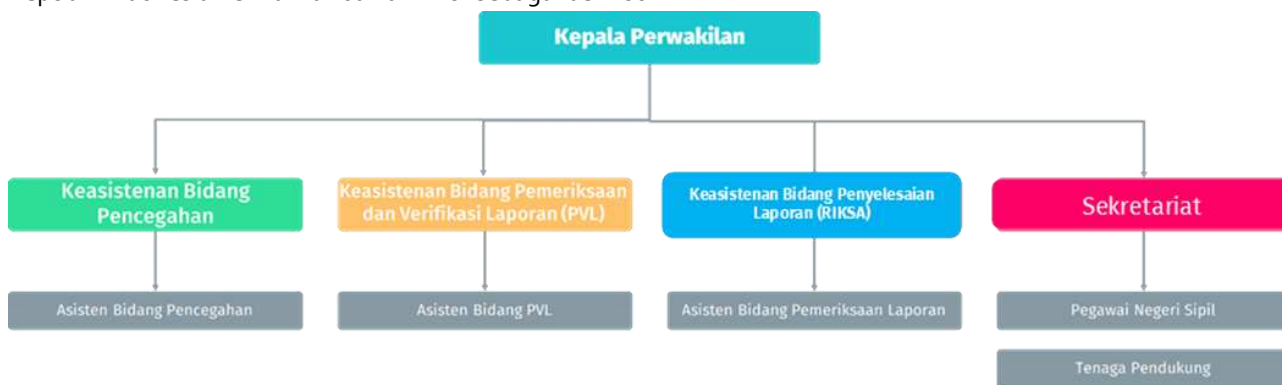 Kepala Perwakilan
Keasistenan Bidang
Pencegahan
Keasistenan Bidang Pemeriksaan
dan Verifikasi Laporan (PVL)
Keasistenan Bidang Penyelesaian
Laporan (RIKSA)
Sekretariat
Asisten Bidang Pencegahan
Asisten Bidang PVL
Asisten Bidang Pemeriksaan Laporan
Pegawai Negeri Sipil
Tenaga Pendukung